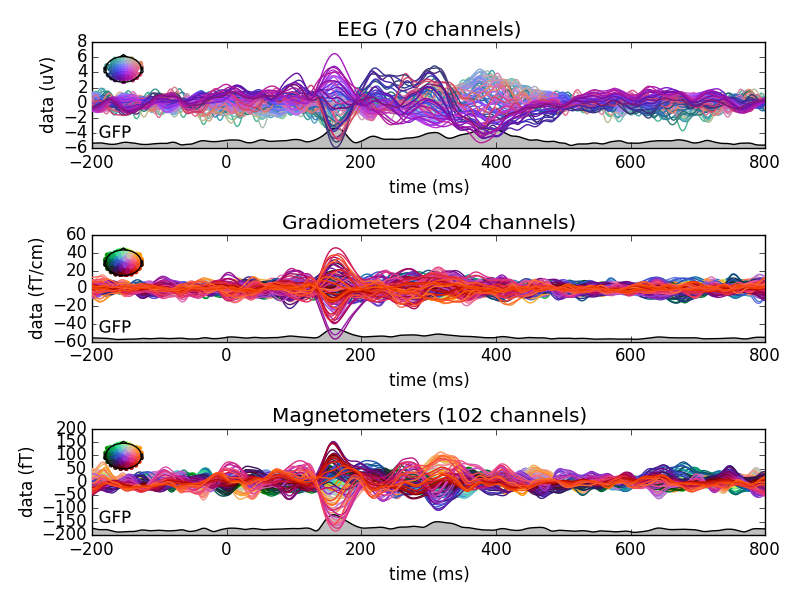 EEG (70 channels)
data (uV)
8
6
4
2
0
−2
−4
−6
GFP
−200 0 200 400 600 800
time (ms)
Gradiometers (204 channels)
data (fT/cm)
60
40
20
0
−20
−40
−60
GFP
−200 0 200 400 600 800
time (ms)
Magnetometers (102 channels)
data (fT)
200
150
100
50
0
−50
−100
−150
−200
GFP
−200 0 200 400 600 800
time (ms)